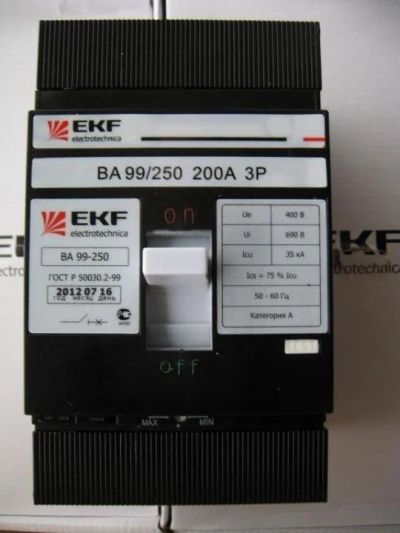 EKF
electrotechnica
ВА 99/250 200А 3Р
EKF
electrotechnica
ВА 99-250
ГОСТ Р 50030.2-99
2012 07 16
год месяц день
on
off
Ue 400 В
Ui 690 В
Icu 35 кА
Ics = 75 % Icu
50 - 60 Гц
Категория А
TEST
MAX MIN
EKF
electrotechnica